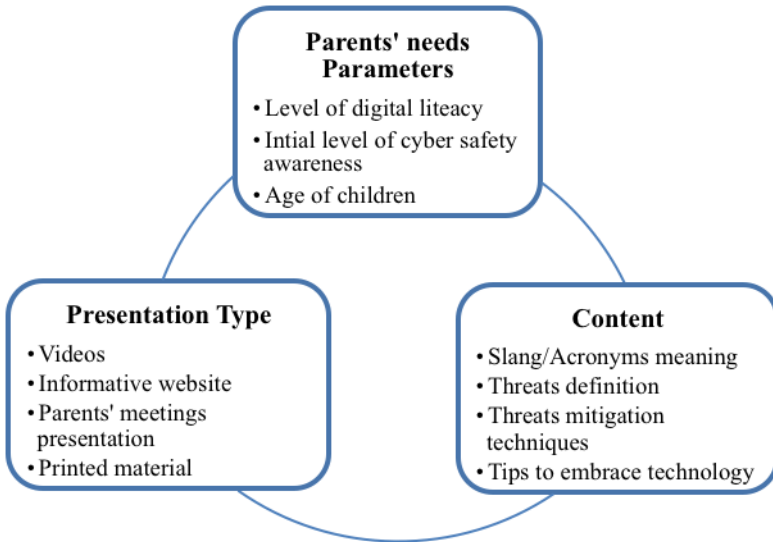 Parents' needs
Parameters
• Level of digital liteacy
• Intial level of cyber safety
awareness
• Age of children
Presentation Type
• Videos
• Informative website
• Parents' meetings
presentation
• Printed material
Content
• Slang/Acronyms meaning
• Threats definition
• Threats mitigation
techniques
• Tips to embrace technology